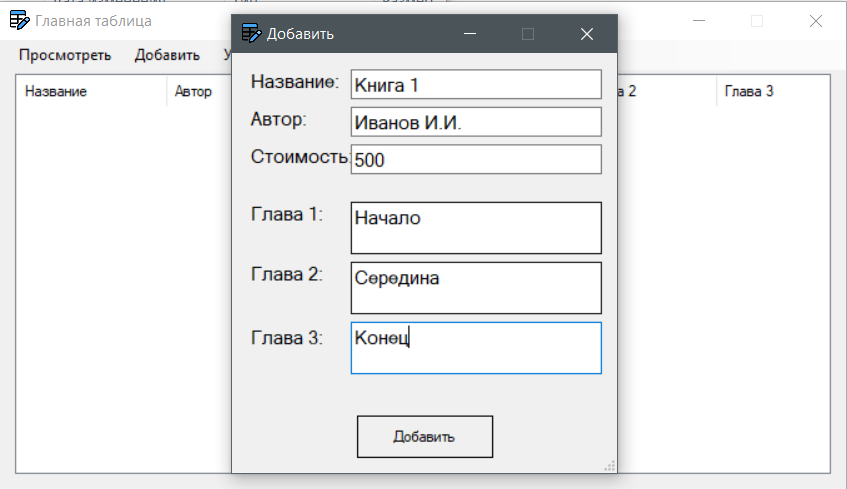 Главная таблица
Добавить
Просмотреть Добавить У
Название Автор а 2 Глава 3
Название: Книга 1
Автор: Иванов И.И.
Стоимость: 500
Глава 1: Начало
Глава 2: Середина
Глава 3: Конец
Добавить